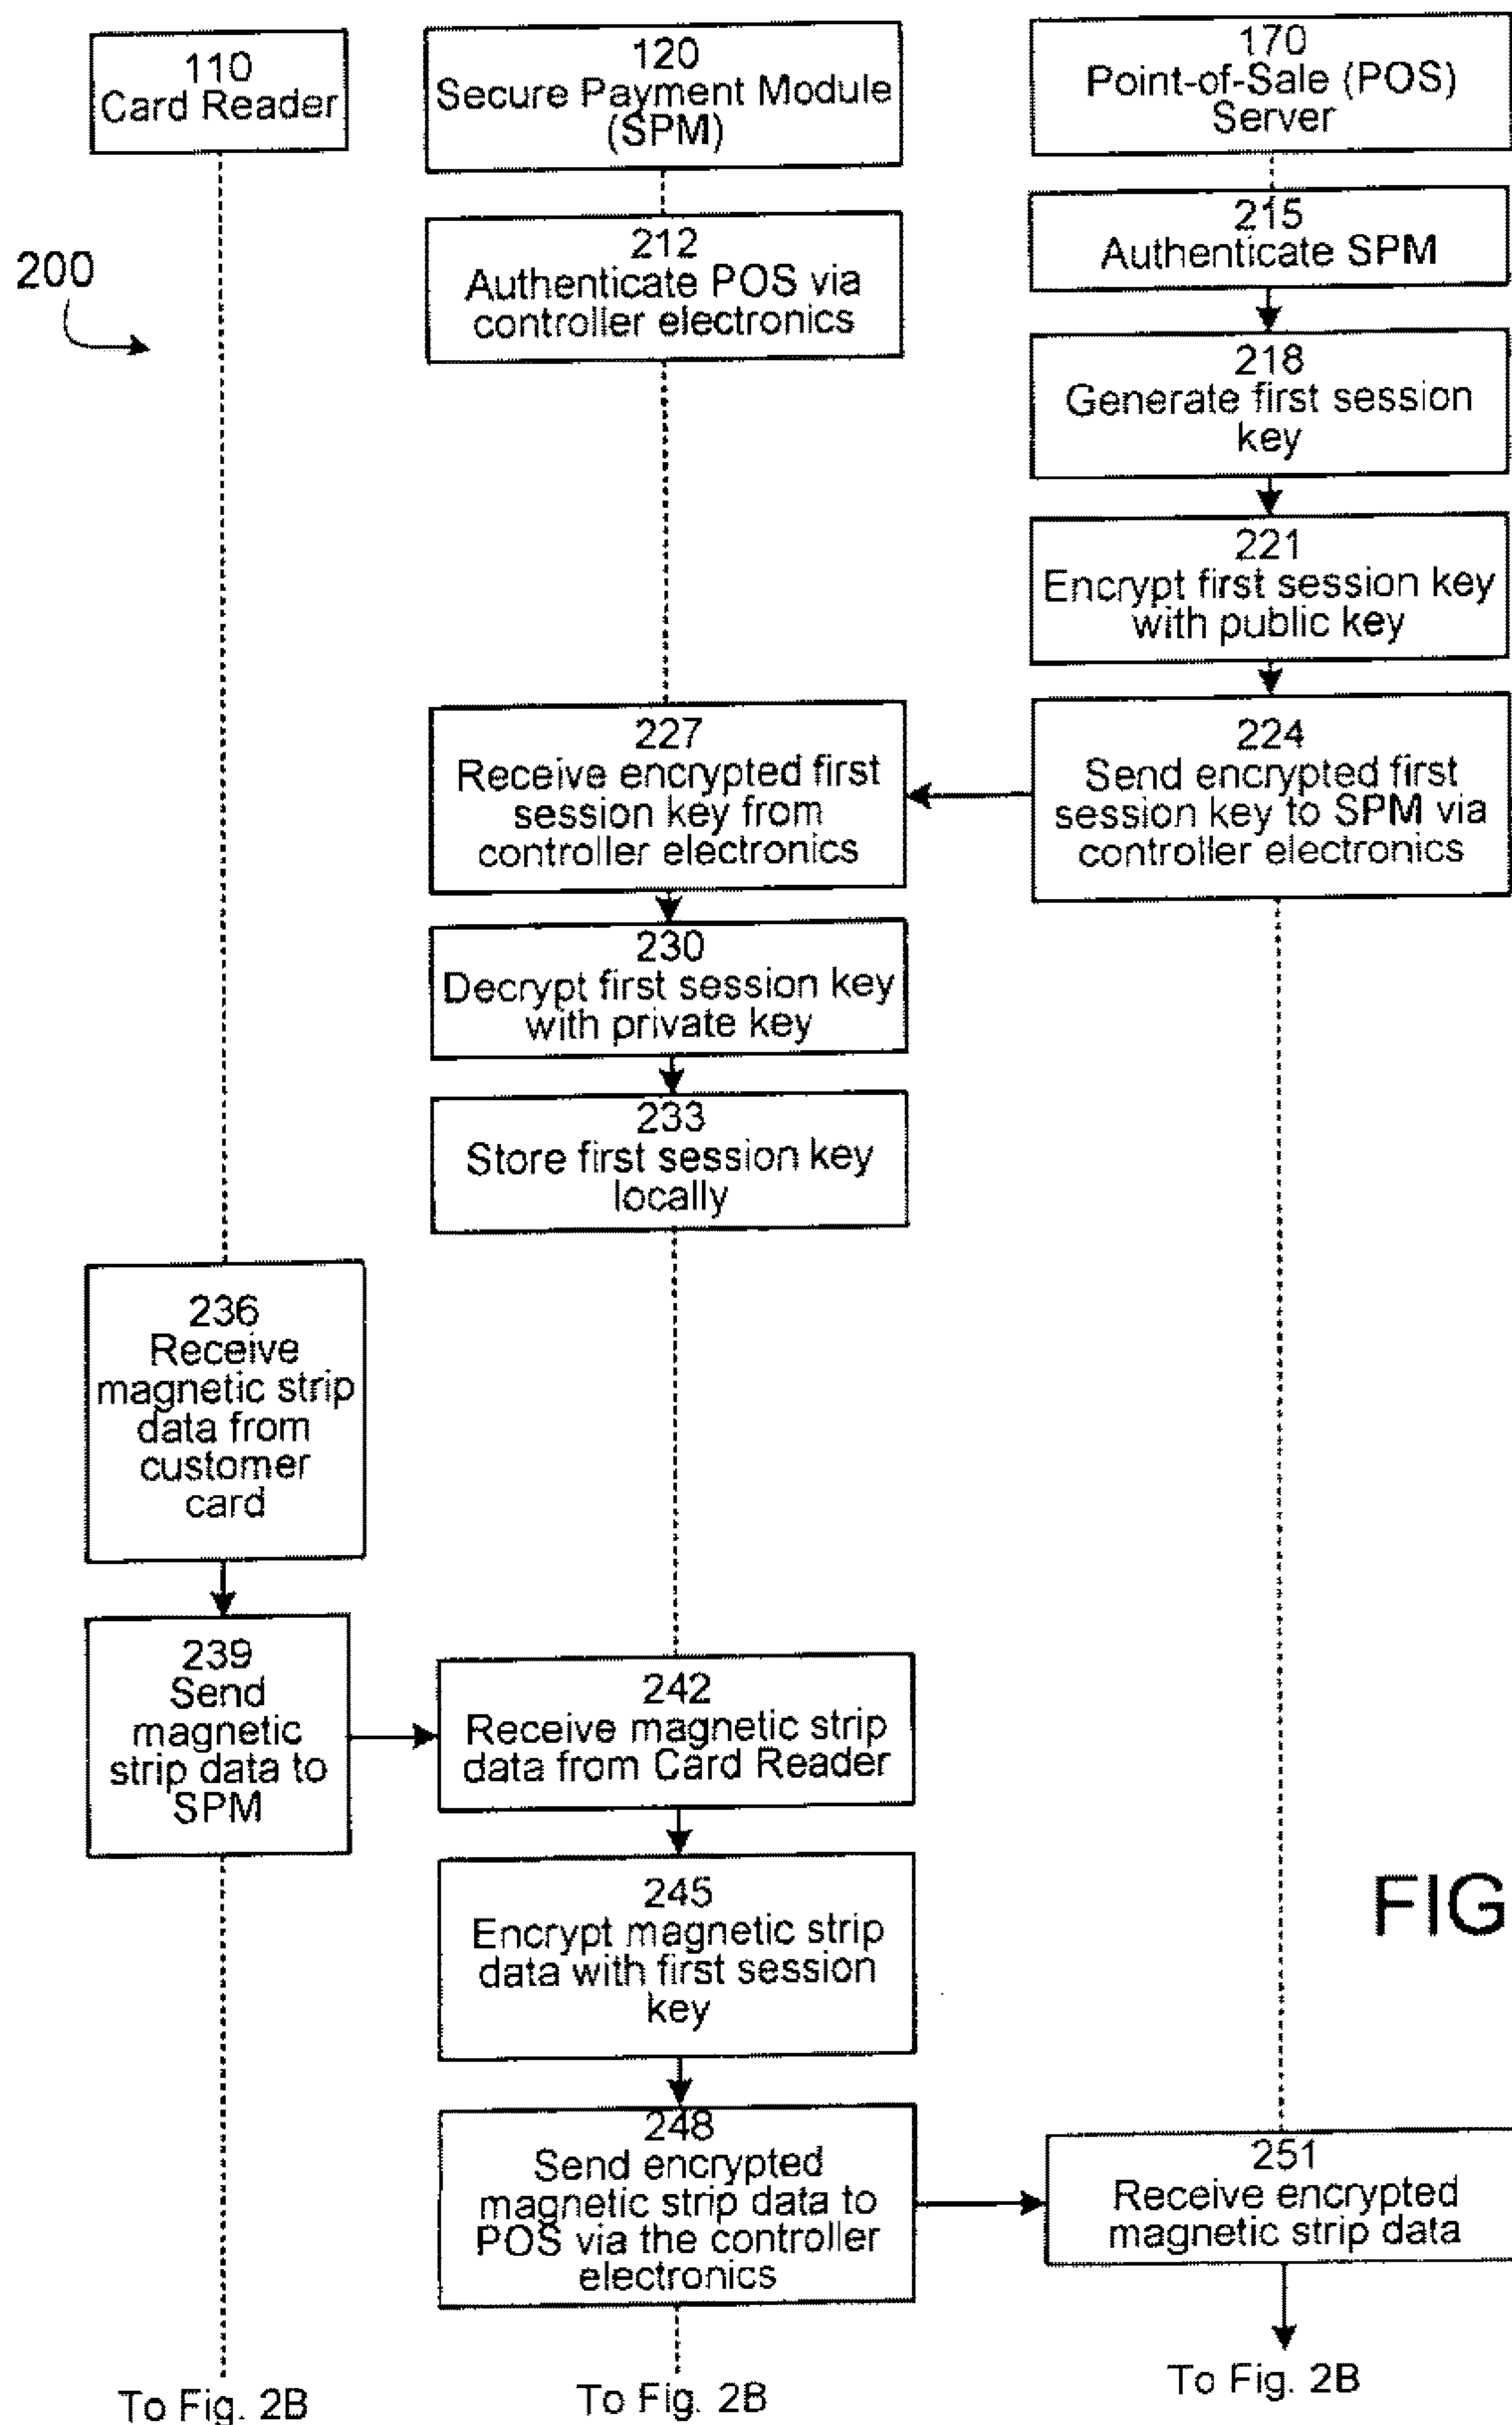 110
Card Reader
120
Secure Payment Module
(SPM)
170
Point-of-Sale (POS)
Server
200
212
Authenticate POS via
controller electronics
215
Authenticate SPM
218
Generate first session
key
221
Encrypt first session key
with public key
224
Send encrypted first
session key to SPM via
controller electronics
227
Receive encrypted first
session key from
controller electronics
230
Decrypt first session key
with private key
233
Store first session key
locally
236
Receive
magnetic strip
data from
customer
card
239
Send
magnetic
strip data to
SPM
242
Receive magnetic strip
data from Card Reader
245
Encrypt magnetic strip
data with first session
key
FIG
248
Send encrypted
magnetic strip data to
POS via the controller
electronics
251
Receive encrypted
magnetic strip data
To Fig. 2B
To Fig. 2B
To Fig. 2B